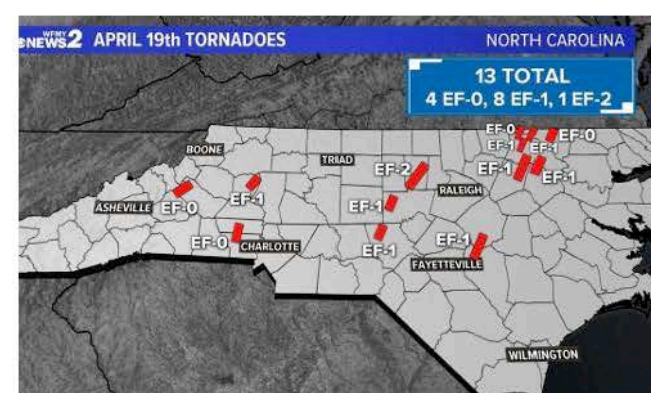 WFMY
NEWS 2 APRIL 19th TORNADOES
NORTH CAROLINA
13 TOTAL
4 EF-0, 8 EF-1, 1 EF-2
EF-0
EF-0
EF-1
EF-1
BOONE
TRIAD
EF-2
EF-1
EF-1
RALEIGH
EF-1
ASHEVILLE
EF-0
EF-1
EF-0
CHARLOTTE
EF-1
EF-1
FAYETTEVILLE
WILMINGTON